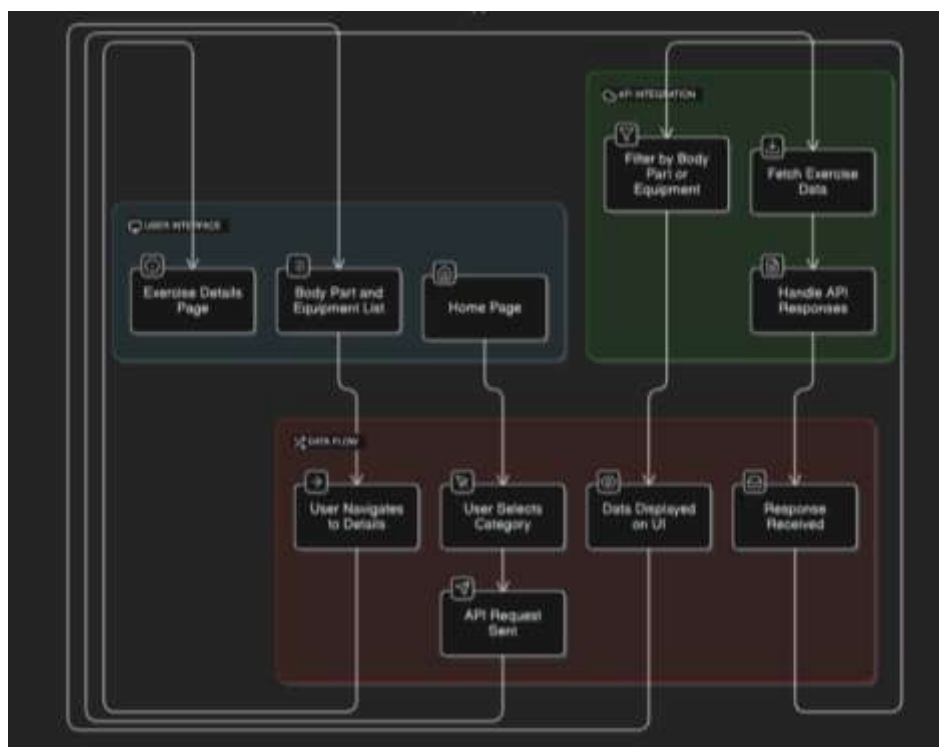 API INTEGRATION
Filter by Body
Part or
Equipment
Fetch Exercise
Data
USER INTERFACE
Exercise Details
Page
Body Part and
Equipment List
Home Page
Handle API
Responses
DATA FLOW
User Navigates
to Details
User Selects
Category
Data Displayed
on UI
Response
Received
API Request
Sent